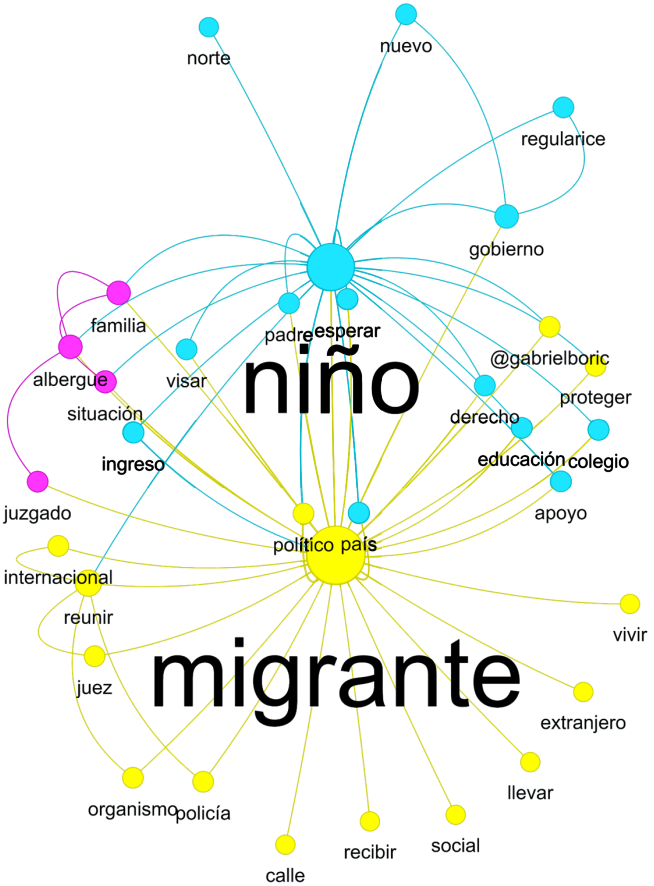 norte
nuevo
regularice
gobierno
familia
padre
esperar
@gabrielboric
albergue
visar
niño
proteger
situación
derecho
ingreso
educación
colegio
juzgado
apoyo
político
país
internacional
reunir
vivir
juez
migrante
extranjero
llevar
organismo
policía
social
recibir
calle